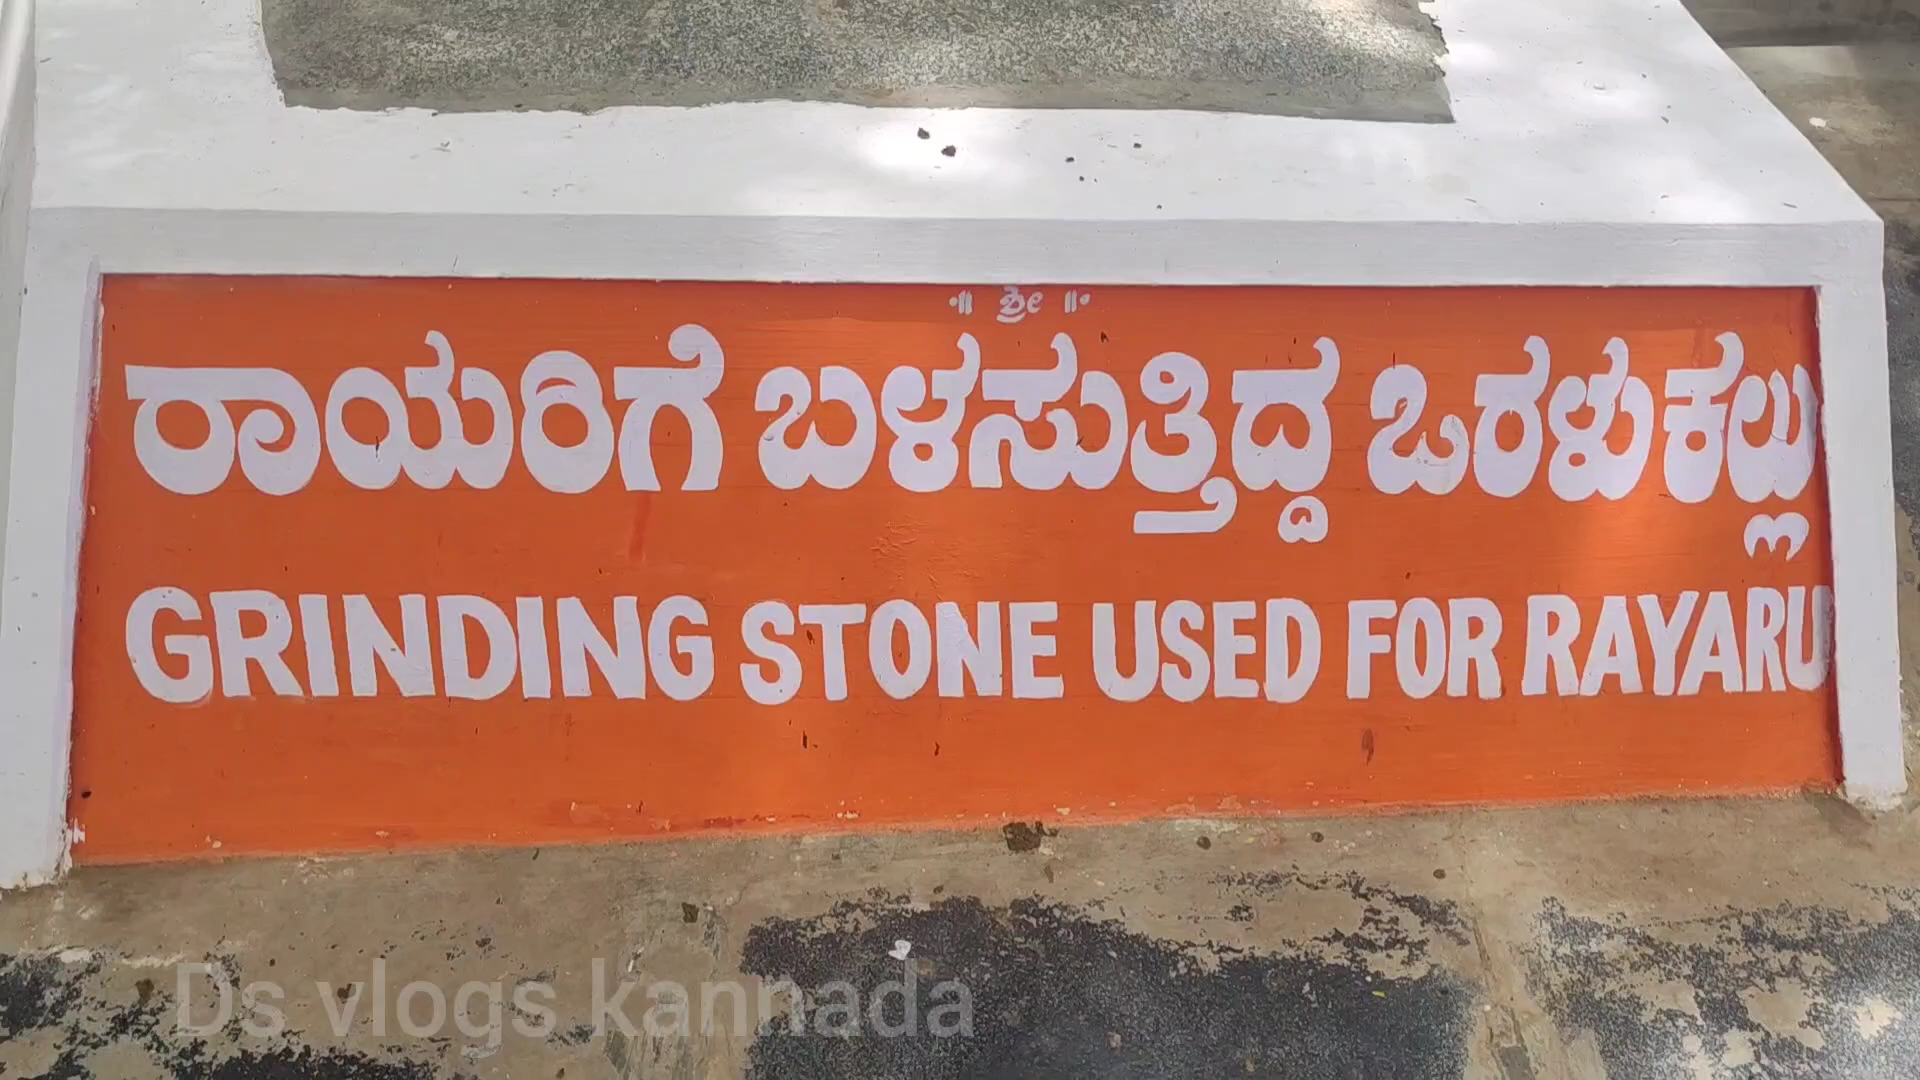 ·॥ ಶ್ರೀ ॥·
ರಾಯರಿಗೆ ಬಳಸುತ್ತಿದ್ದ ಒರಳುಕಲ್ಲು
GRINDING STONE USED FOR RAYARU
Ds vlogs kannada